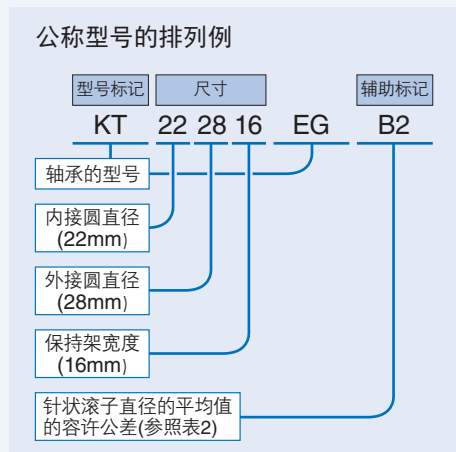 公称型号的排列例
型号标记 尺寸 辅助标记
KT 22 28 16 EG B2
轴承的型号
内接圆直径
(22mm)
外接圆直径
(28mm)
保持架宽度
(16mm)
针状滚子直径的平均值
的容许公差(参照表2)